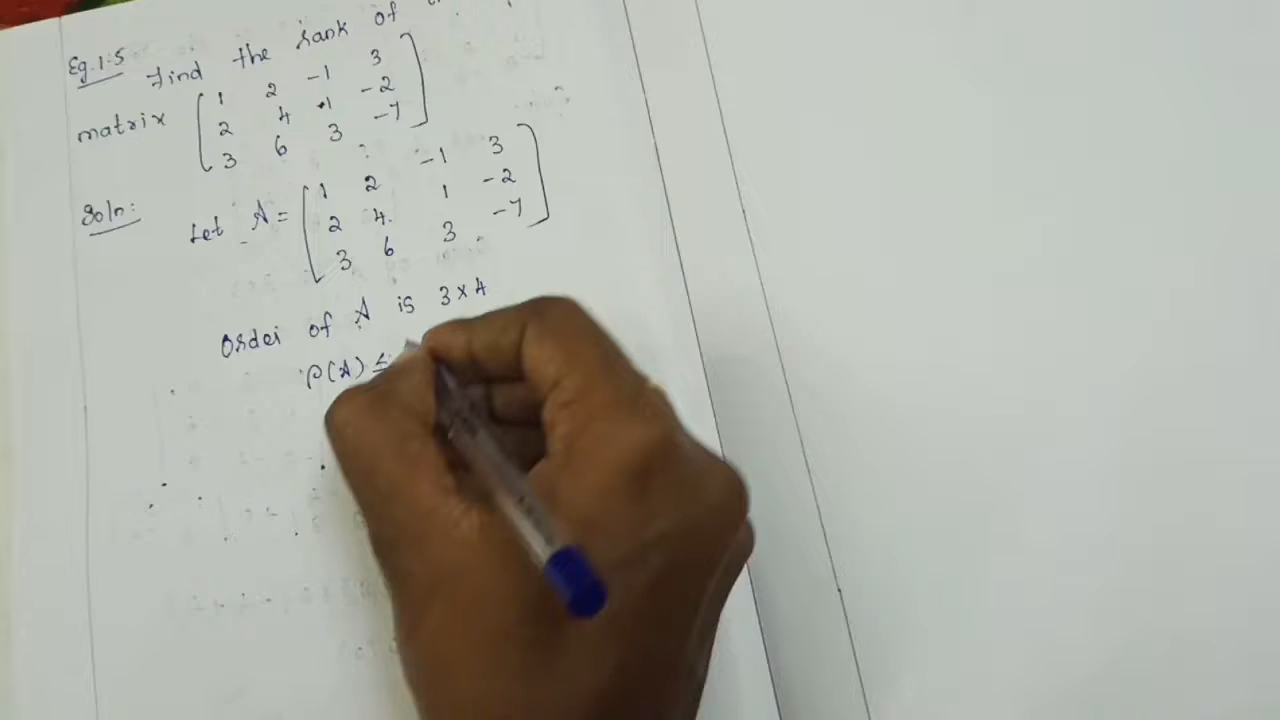 Eg.1.5 Find the rank of
matrix [ 1 2 -1 3
2 4 1 -2
3 6 3 -7 ]
Soln:
Let A = [ 1 2 -1 3
2 4 1 -2
3 6 3 -7 ]
Order of A is 3×4
ρ(A) ≤